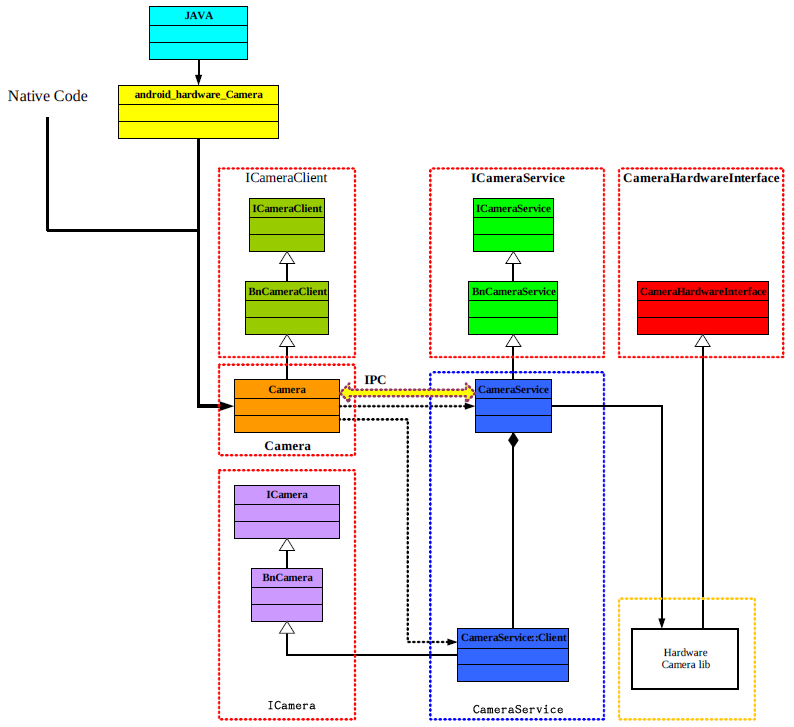 JAVA
android_hardware_Camera
Native Code
ICameraClient
ICameraService
CameraHardwareInterface
ICameraClient
ICameraService
BnCameraClient
BnCameraService
CameraHardwareInterface
IPC
Camera
CameraService
Camera
ICamera
BnCamera
CameraService::Client
Hardware
Camera lib
ICamera
CameraService